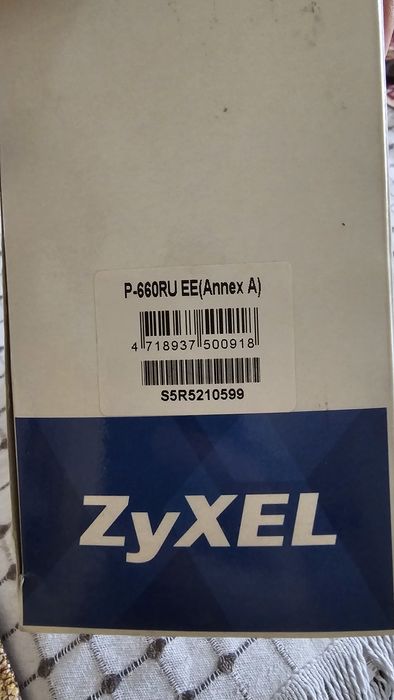 P-660RU EE(Annex A)
4 718937 500918
S5R5210599
ZyXEL